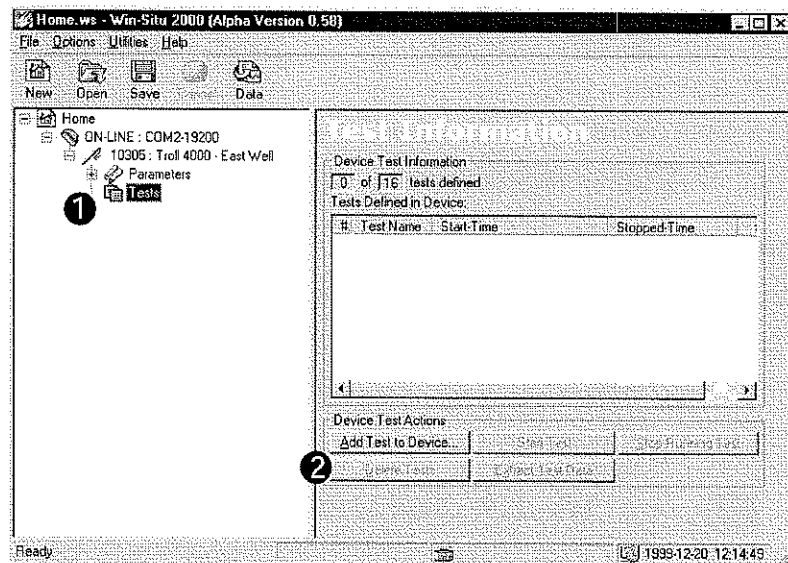 Home.ws - Win-Situ 2000 (Alpha Version 0.58)
File Options Utilities Help
New Open Save Data
Home
ON-LINE : COM2-19200
10305 : Troll 4000 - East Well
Parameters
Tests
1
Test Information
Device Test Information
0 of 16 tests defined
Tests Defined in Device:
# Test Name Start-Time Stopped-Time
Device Test Actions
Add Test to Device... Start Test Stop Running Test
2
Delete Tests Extract Test Data
Ready 1999-12-20 12:14:49